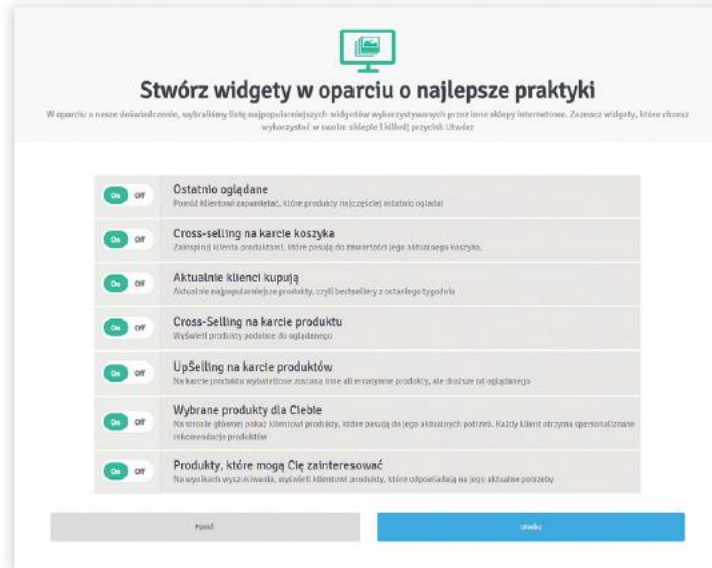 Stwórz widgety w oparciu o najlepsze praktyki
W oparciu o nasze doświadczenie, wybraliśmy listę najpopularniejszych widgetów wykorzystywanych przez inne sklepy internetowe. Zaznacz widgety, które chcesz
wykorzystać w swoim sklepie i kliknij przycisk Utwórz
On Off Ostatnio oglądane
Pomóż klientowi zapamiętać, które produkty najczęściej ostatnio oglądał
On Off Cross-selling na karcie koszyka
Zainspiruj klienta produktami, które pasują do zawartości jego aktualnego koszyka.
On Off Aktualnie klienci kupują
Aktualnie najpopularniejsze produkty, czyli bestsellery z ostatniego tygodnia
On Off Cross-Selling na karcie produktu
Wyświetl produkty podobne do oglądanego
On Off UpSelling na karcie produktów
Na karcie produktu wyświetlone zostaną inne alternatywne produkty, ale droższe od oglądanego
On Off Wybrane produkty dla Ciebie
Na stronie głównej pokaż klientowi produkty, które pasują do jego aktualnych potrzeb. Każdy klient otrzyma spersonalizowane
rekomendacje produktów
On Off Produkty, które mogą Cię zainteresować
Na wynikach wyszukiwania, wyświetl klientowi produkty, które odpowiadają na jego aktualne potrzeby
Pomiń Utwórz